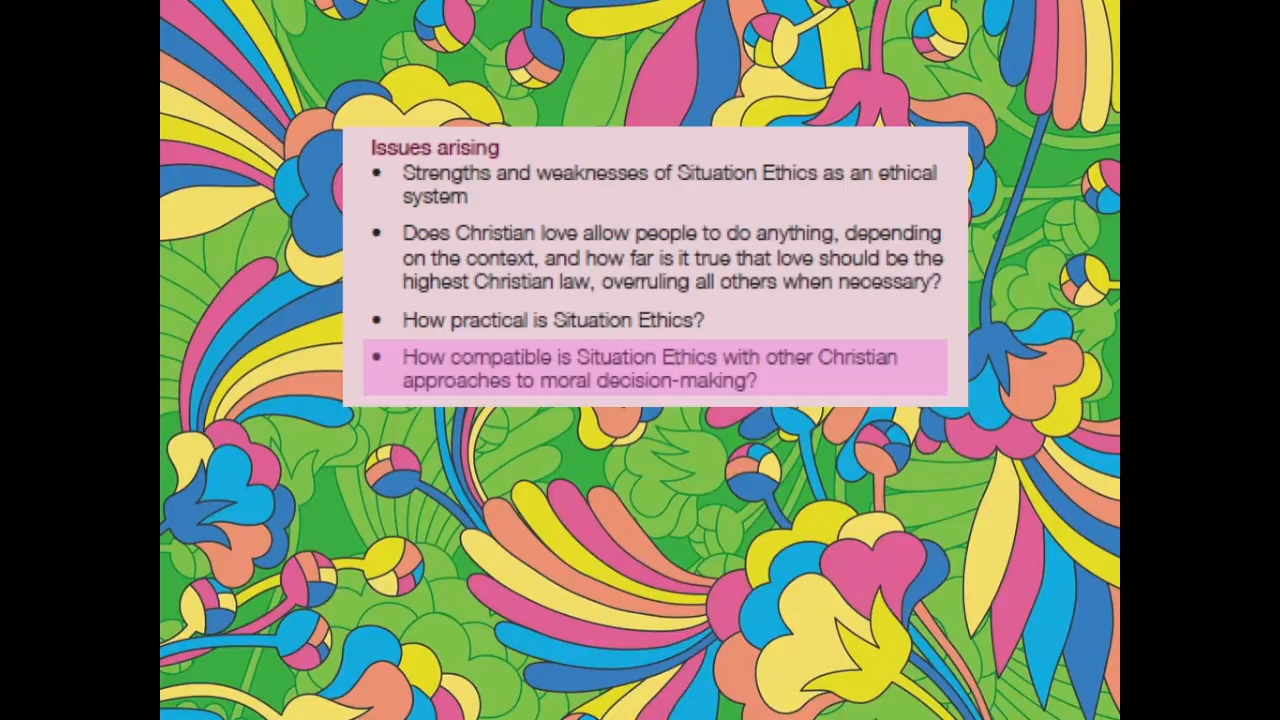 Issues arising
• Strengths and weaknesses of Situation Ethics as an ethical
system
• Does Christian love allow people to do anything, depending
on the context, and how far is it true that love should be the
highest Christian law, overruling all others when necessary?
• How practical is Situation Ethics?
• How compatible is Situation Ethics with other Christian
approaches to moral decision-making?